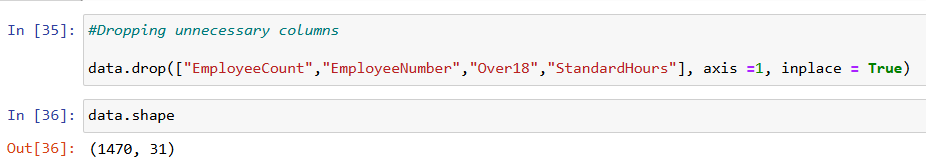 In [35]: #Dropping unnecessary columns
data.drop(["EmployeeCount","EmployeeNumber","Over18","StandardHours"], axis =1, inplace = True)
In [36]: data.shape
Out[36]: (1470, 31)